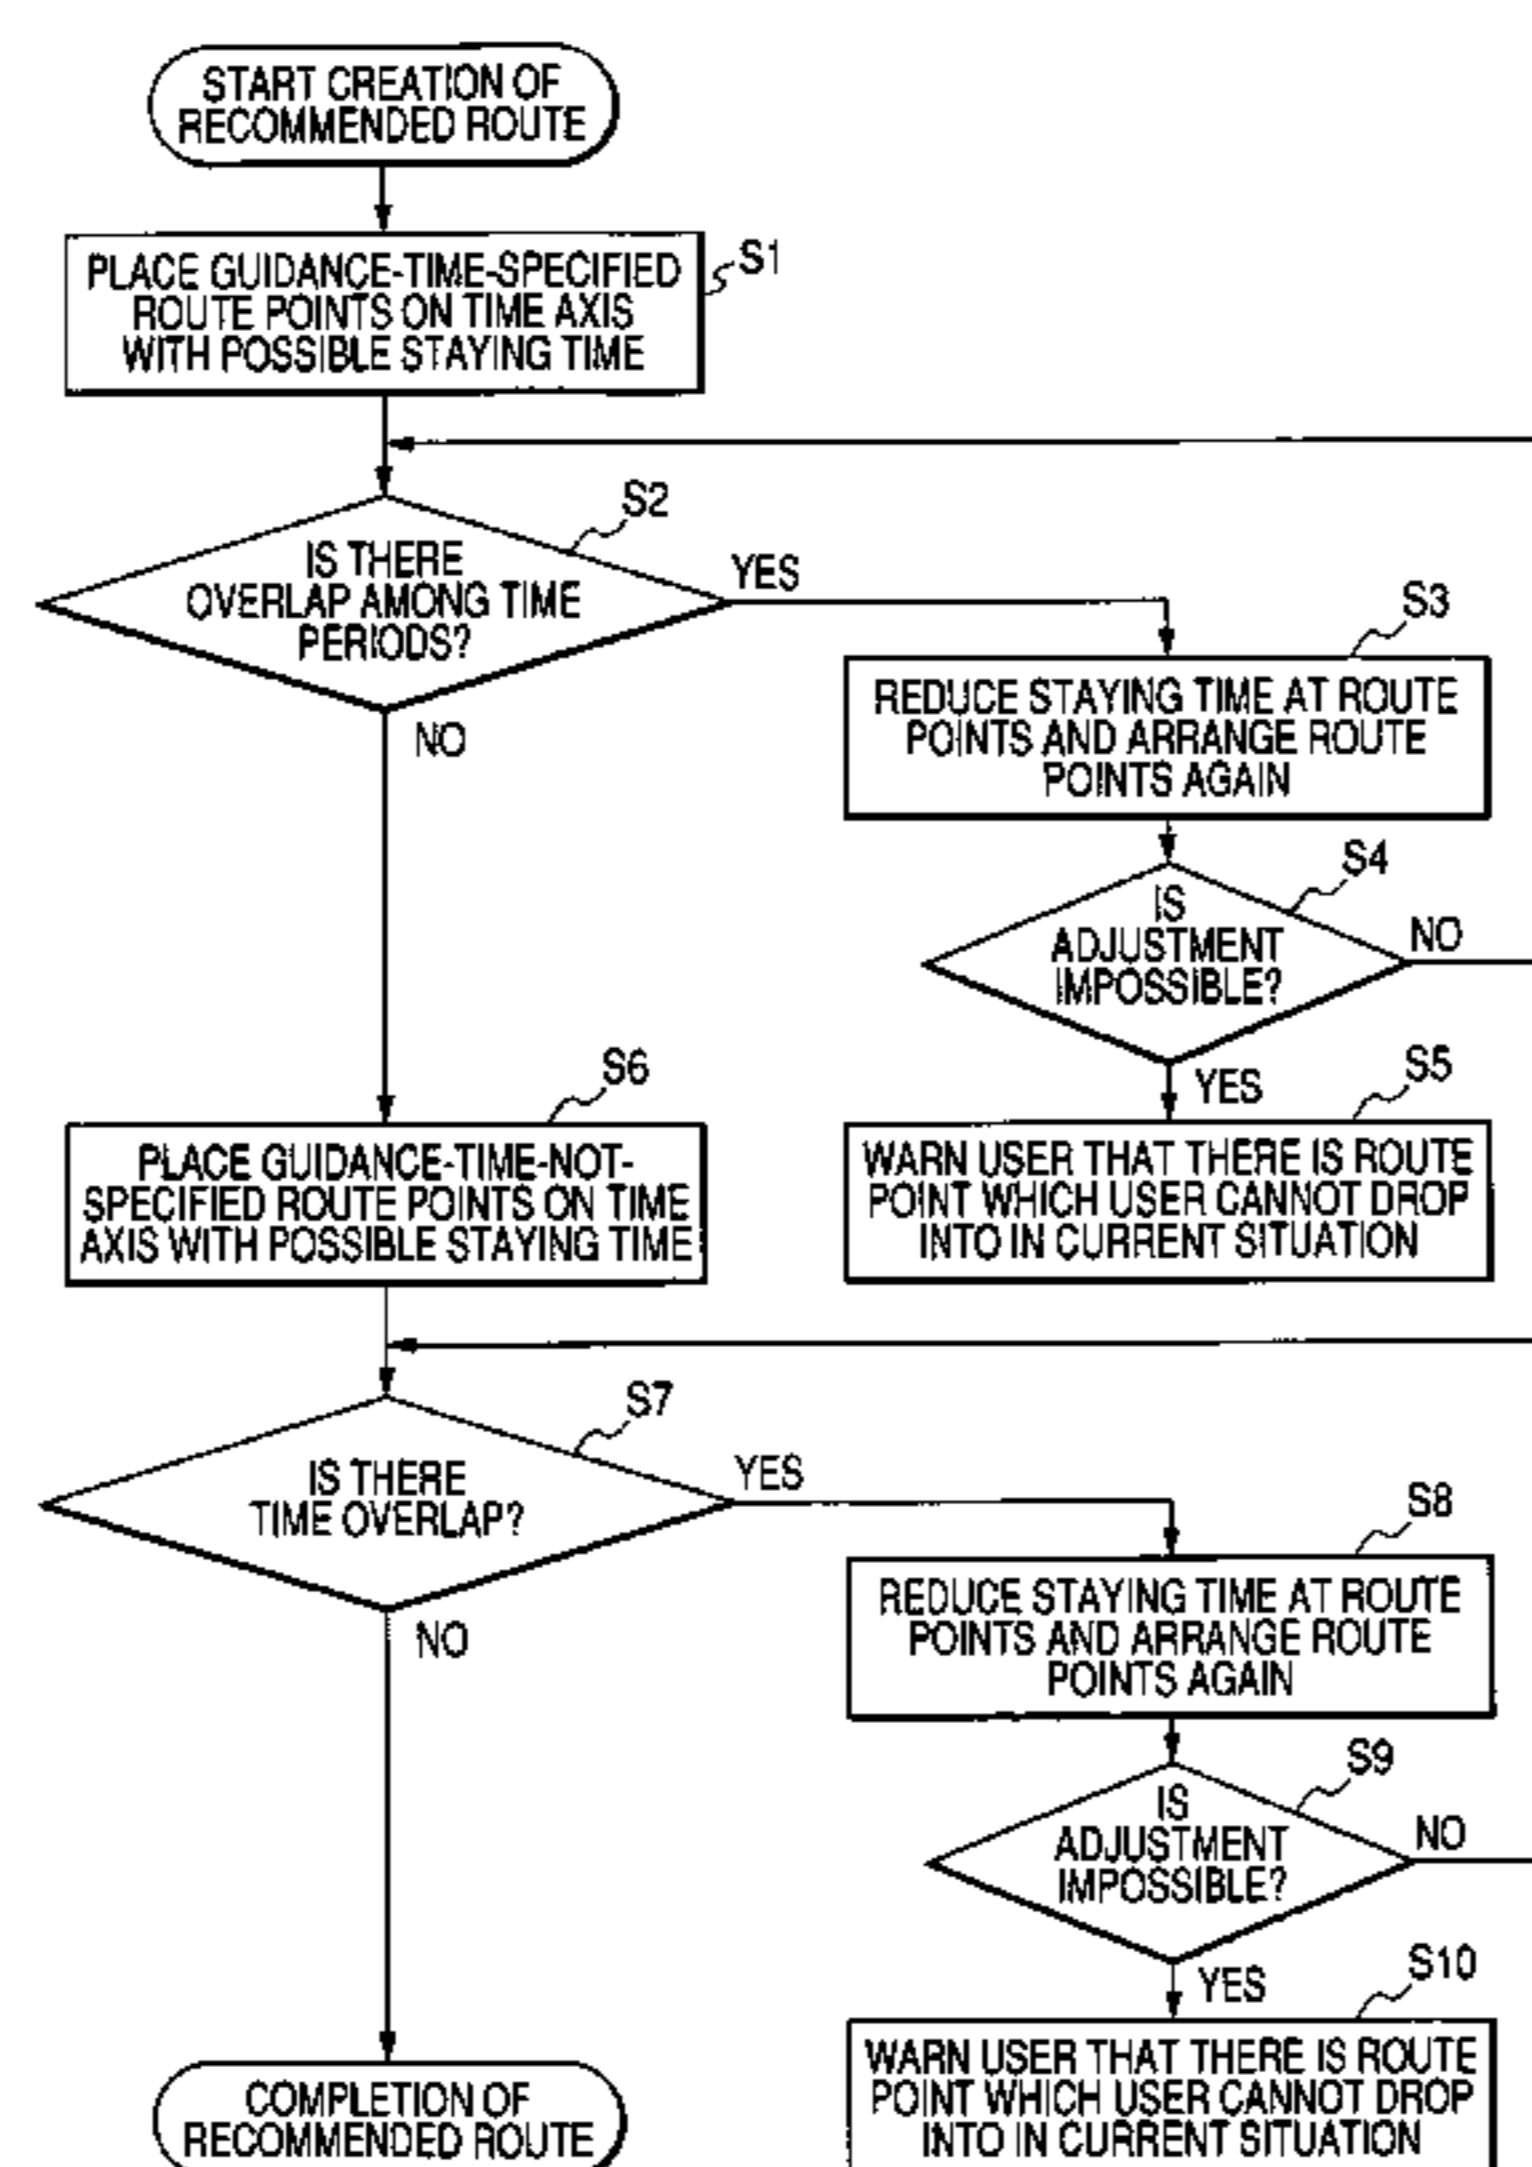 START CREATION OF
RECOMMENDED ROUTE
PLACE GUIDANCE-TIME-SPECIFIED
ROUTE POINTS ON TIME AXIS
WITH POSSIBLE STAYING TIME
S1
S2
IS THERE
OVERLAP AMONG TIME
PERIODS?
YES
NO
S3
REDUCE STAYING TIME AT ROUTE
POINTS AND ARRANGE ROUTE
POINTS AGAIN
S4
IS
ADJUSTMENT
IMPOSSIBLE?
NO
YES
S5
WARN USER THAT THERE IS ROUTE
POINT WHICH USER CANNOT DROP
INTO IN CURRENT SITUATION
S6
PLACE GUIDANCE-TIME-NOT-
SPECIFIED ROUTE POINTS ON TIME
AXIS WITH POSSIBLE STAYING TIME
S7
IS THERE
TIME OVERLAP?
YES
NO
S8
REDUCE STAYING TIME AT ROUTE
POINTS AND ARRANGE ROUTE
POINTS AGAIN
S9
IS
ADJUSTMENT
IMPOSSIBLE?
NO
YES
S10
WARN USER THAT THERE IS ROUTE
POINT WHICH USER CANNOT DROP
INTO IN CURRENT SITUATION
COMPLETION OF
RECOMMENDED ROUTE